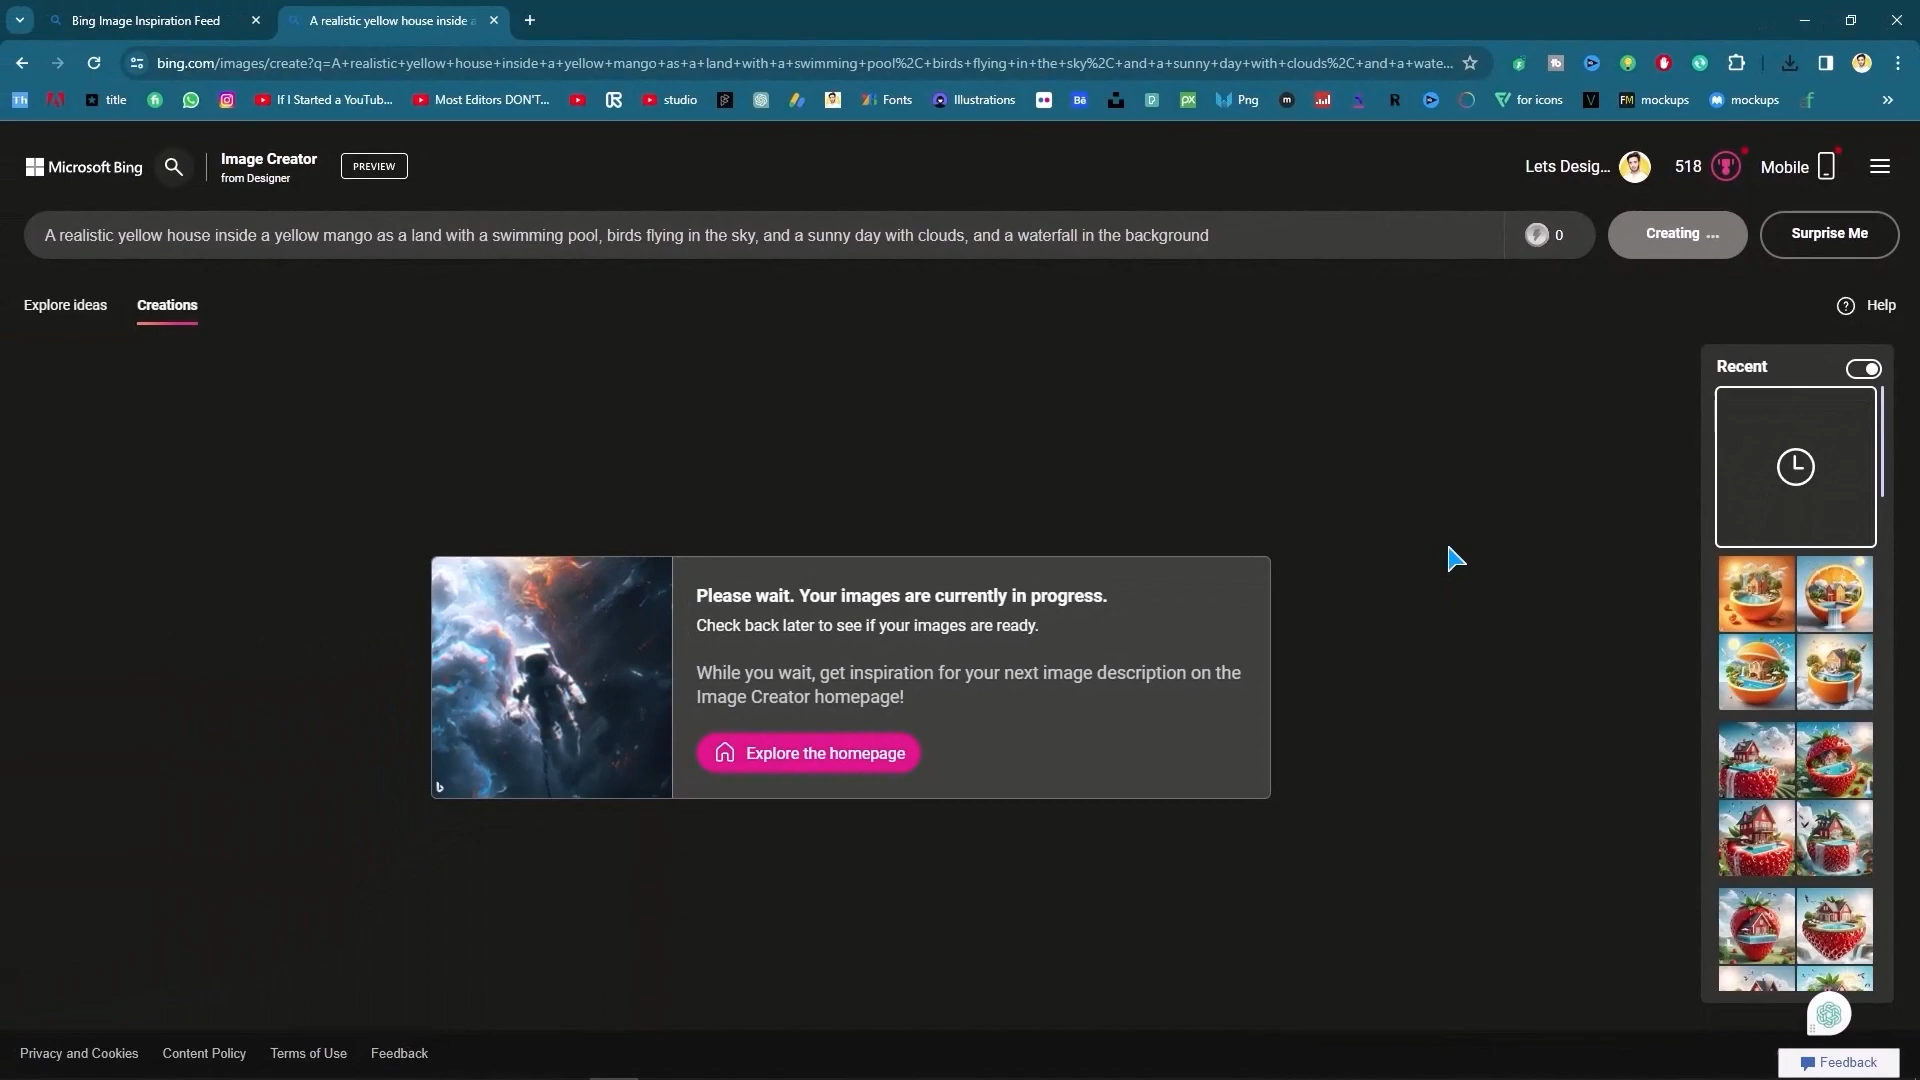 Bing Image Inspiration Feed
A realistic yellow house inside a
bing.com/images/create?q=A+realistic+yellow+house+inside+a+yellow+mango+as+a+land+with+a+swimming+pool%2C+birds+flying+in+the+sky%2C+and+a+sunny+day+with+clouds%2C+and+a+wate...
Th title If I Started a YouTub... Most Editors DON'T... studio Fonts Illustrations Bē PX Png m R for icons V FM mockups mockups
Microsoft Bing
Image Creator
from Designer
PREVIEW
Lets Desig... 518 Mobile
A realistic yellow house inside a yellow mango as a land with a swimming pool, birds flying in the sky, and a sunny day with clouds, and a waterfall in the background
0
Creating ...
Surprise Me
Explore ideas Creations
Help
Recent
Please wait. Your images are currently in progress.
Check back later to see if your images are ready.
While you wait, get inspiration for your next image description on the
Image Creator homepage!
Explore the homepage
Privacy and Cookies Content Policy Terms of Use Feedback
Feedback